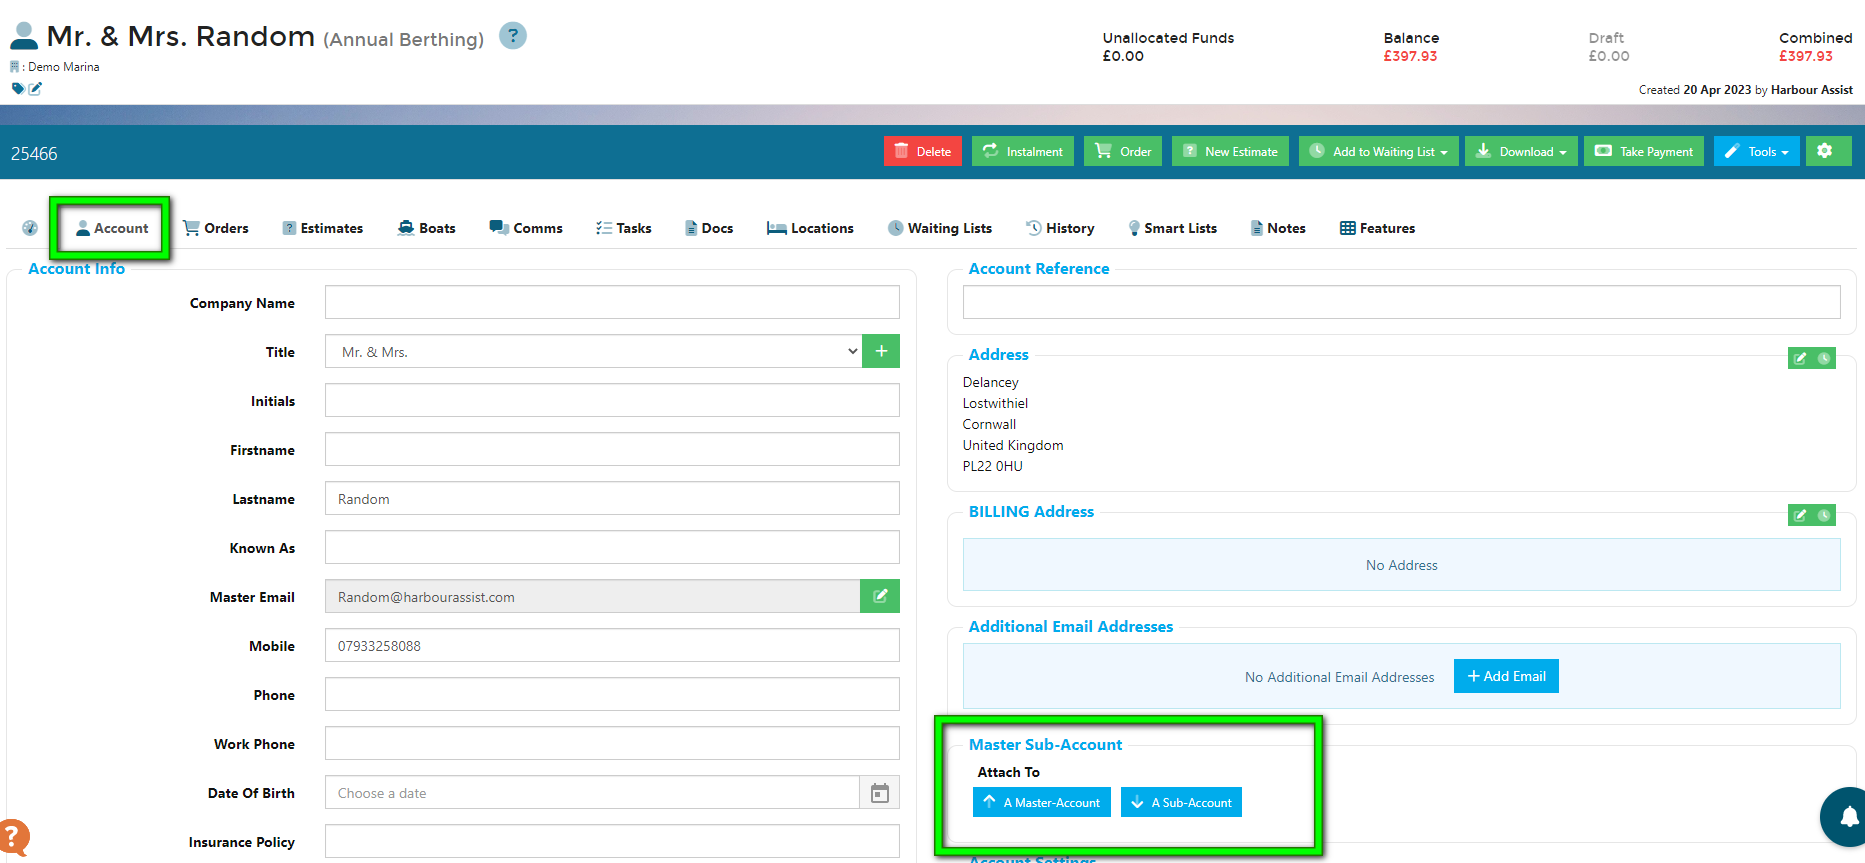 Mr. & Mrs. Random (Annual Berthing) ?
: Demo Marina
Unallocated Funds
£0.00
Balance
£397.93
Draft
£0.00
Combined
£397.93
Created 20 Apr 2023 by Harbour Assist
25466
Delete
Instalment
Order
? New Estimate
Add to Waiting List
Download
Take Payment
Tools
Account
Orders
? Estimates
Boats
Comms
Tasks
Docs
Locations
Waiting Lists
History
Smart Lists
Notes
Features
Account Info
Company Name
Title Mr. & Mrs. +
Initials
Firstname
Lastname Random
Known As
Master Email Random@harbourassist.com
Mobile 07933258088
Phone
Work Phone
Date Of Birth Choose a date
Insurance Policy
?
Account Reference
Address
Delancey
Lostwithiel
Cornwall
United Kingdom
PL22 0HU
BILLING Address
No Address
Additional Email Addresses
No Additional Email Addresses + Add Email
Master Sub-Account
Attach To
A Master-Account
A Sub-Account
Account Settings